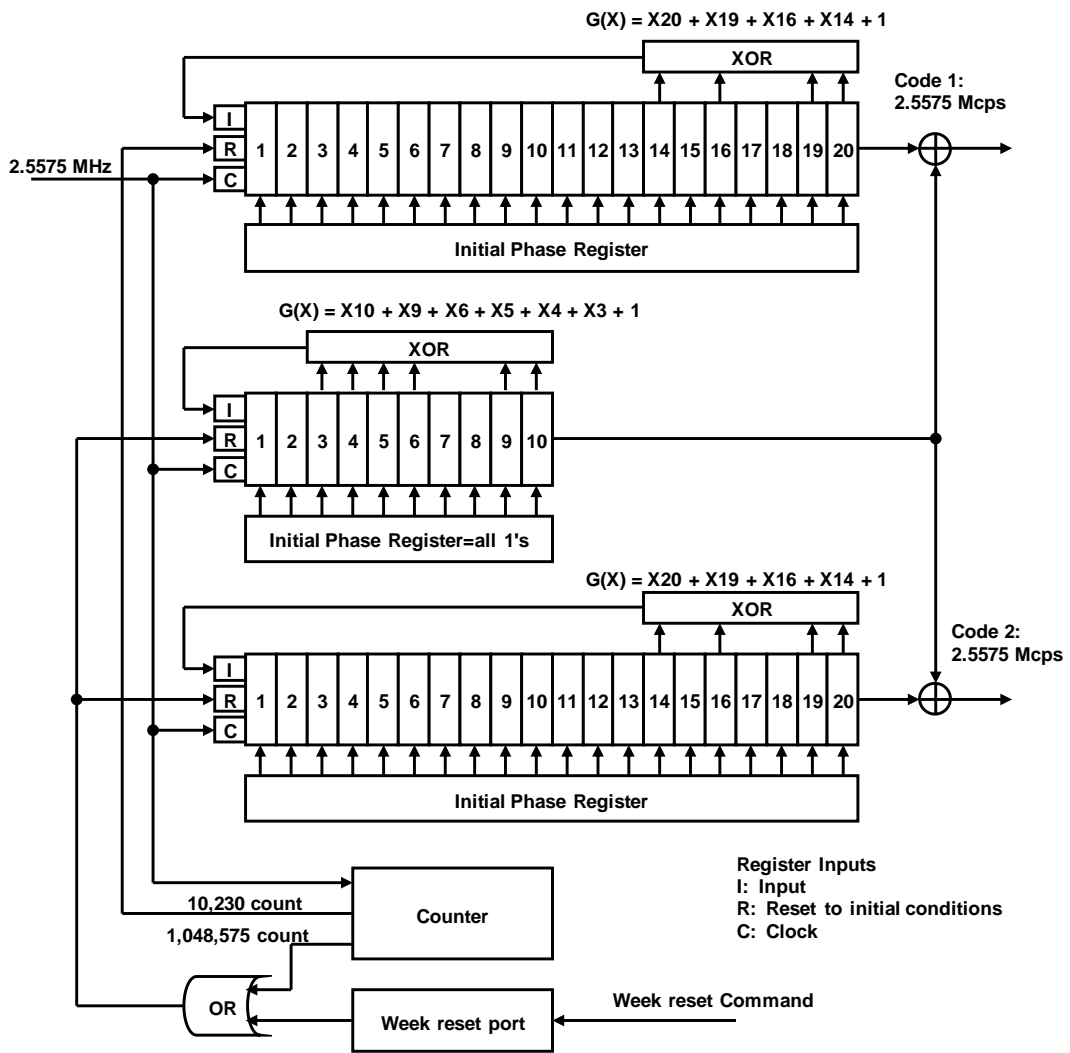 G(X) = X20 + X19 + X16 + X14 + 1
XOR
Code 1:
2.5575 Mcps
I
R
C
1 2 3 4 5 6 7 8 9 10 11 12 13 14 15 16 17 18 19 20
2.5575 MHz
Initial Phase Register
G(X) = X10 + X9 + X6 + X5 + X4 + X3 + 1
XOR
I
R
C
1 2 3 4 5 6 7 8 9 10
Initial Phase Register=all 1's
G(X) = X20 + X19 + X16 + X14 + 1
XOR
Code 2:
2.5575 Mcps
I
R
C
1 2 3 4 5 6 7 8 9 10 11 12 13 14 15 16 17 18 19 20
Initial Phase Register
Register Inputs
I: Input
R: Reset to initial conditions
C: Clock
10,230 count
Counter
1,048,575 count
OR
Week reset port
Week reset Command